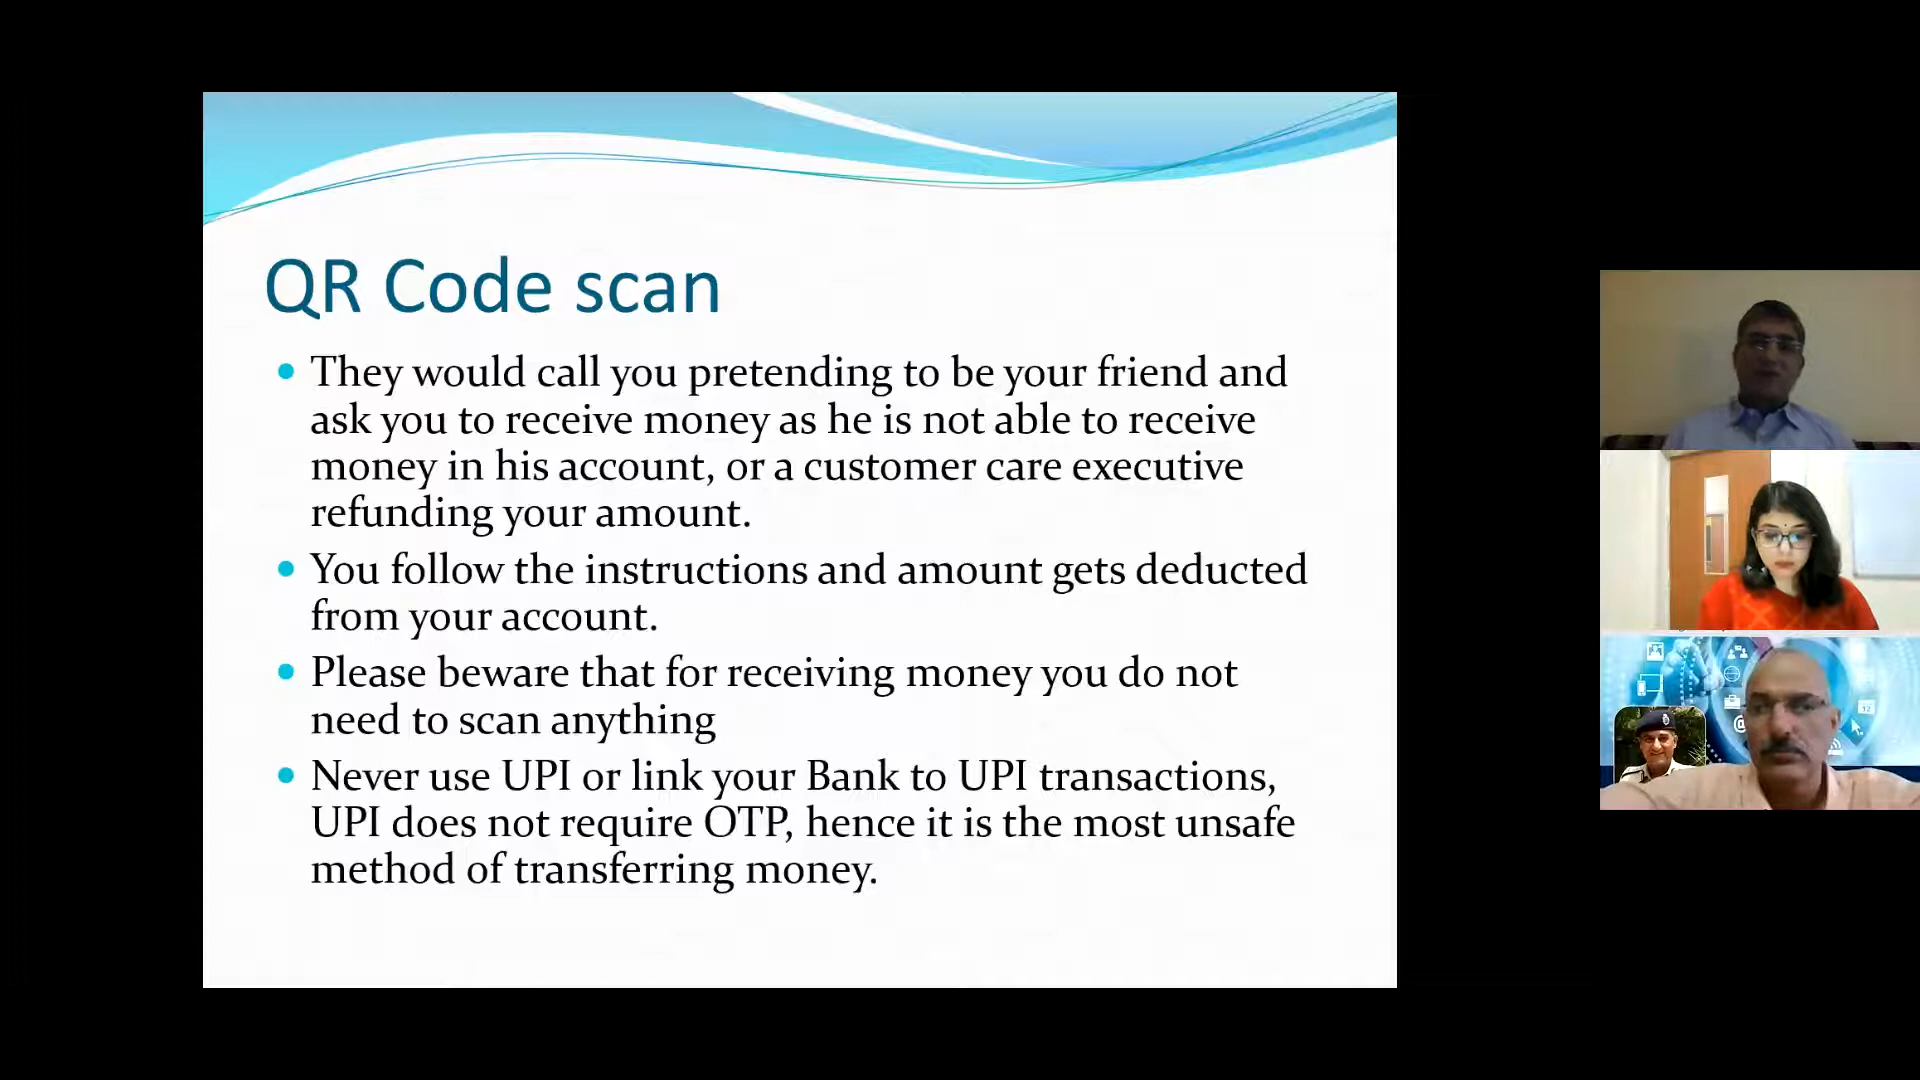 QR Code scan
• They would call you pretending to be your friend and
ask you to receive money as he is not able to receive
money in his account, or a customer care executive
refunding your amount.
• You follow the instructions and amount gets deducted
from your account.
• Please beware that for receiving money you do not
need to scan anything
• Never use UPI or link your Bank to UPI transactions,
UPI does not require OTP, hence it is the most unsafe
method of transferring money.
12
@